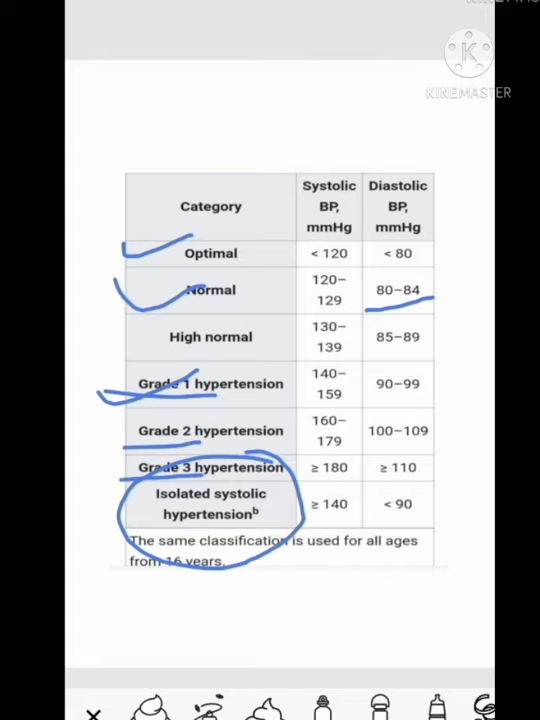 K
KINEMASTER
Category
Systolic
BP,
mmHg
Diastolic
BP,
mmHg
Optimal
< 120
< 80
Normal
120–
129
80–84
High normal
130–
139
85–89
Grade 1 hypertension
140–
159
90–99
Grade 2 hypertension
160–
179
100–109
Grade 3 hypertension
≥ 180
≥ 110
Isolated systolic
hypertensionᵇ
≥ 140
< 90
The same classification is used for all ages
from 16 years.